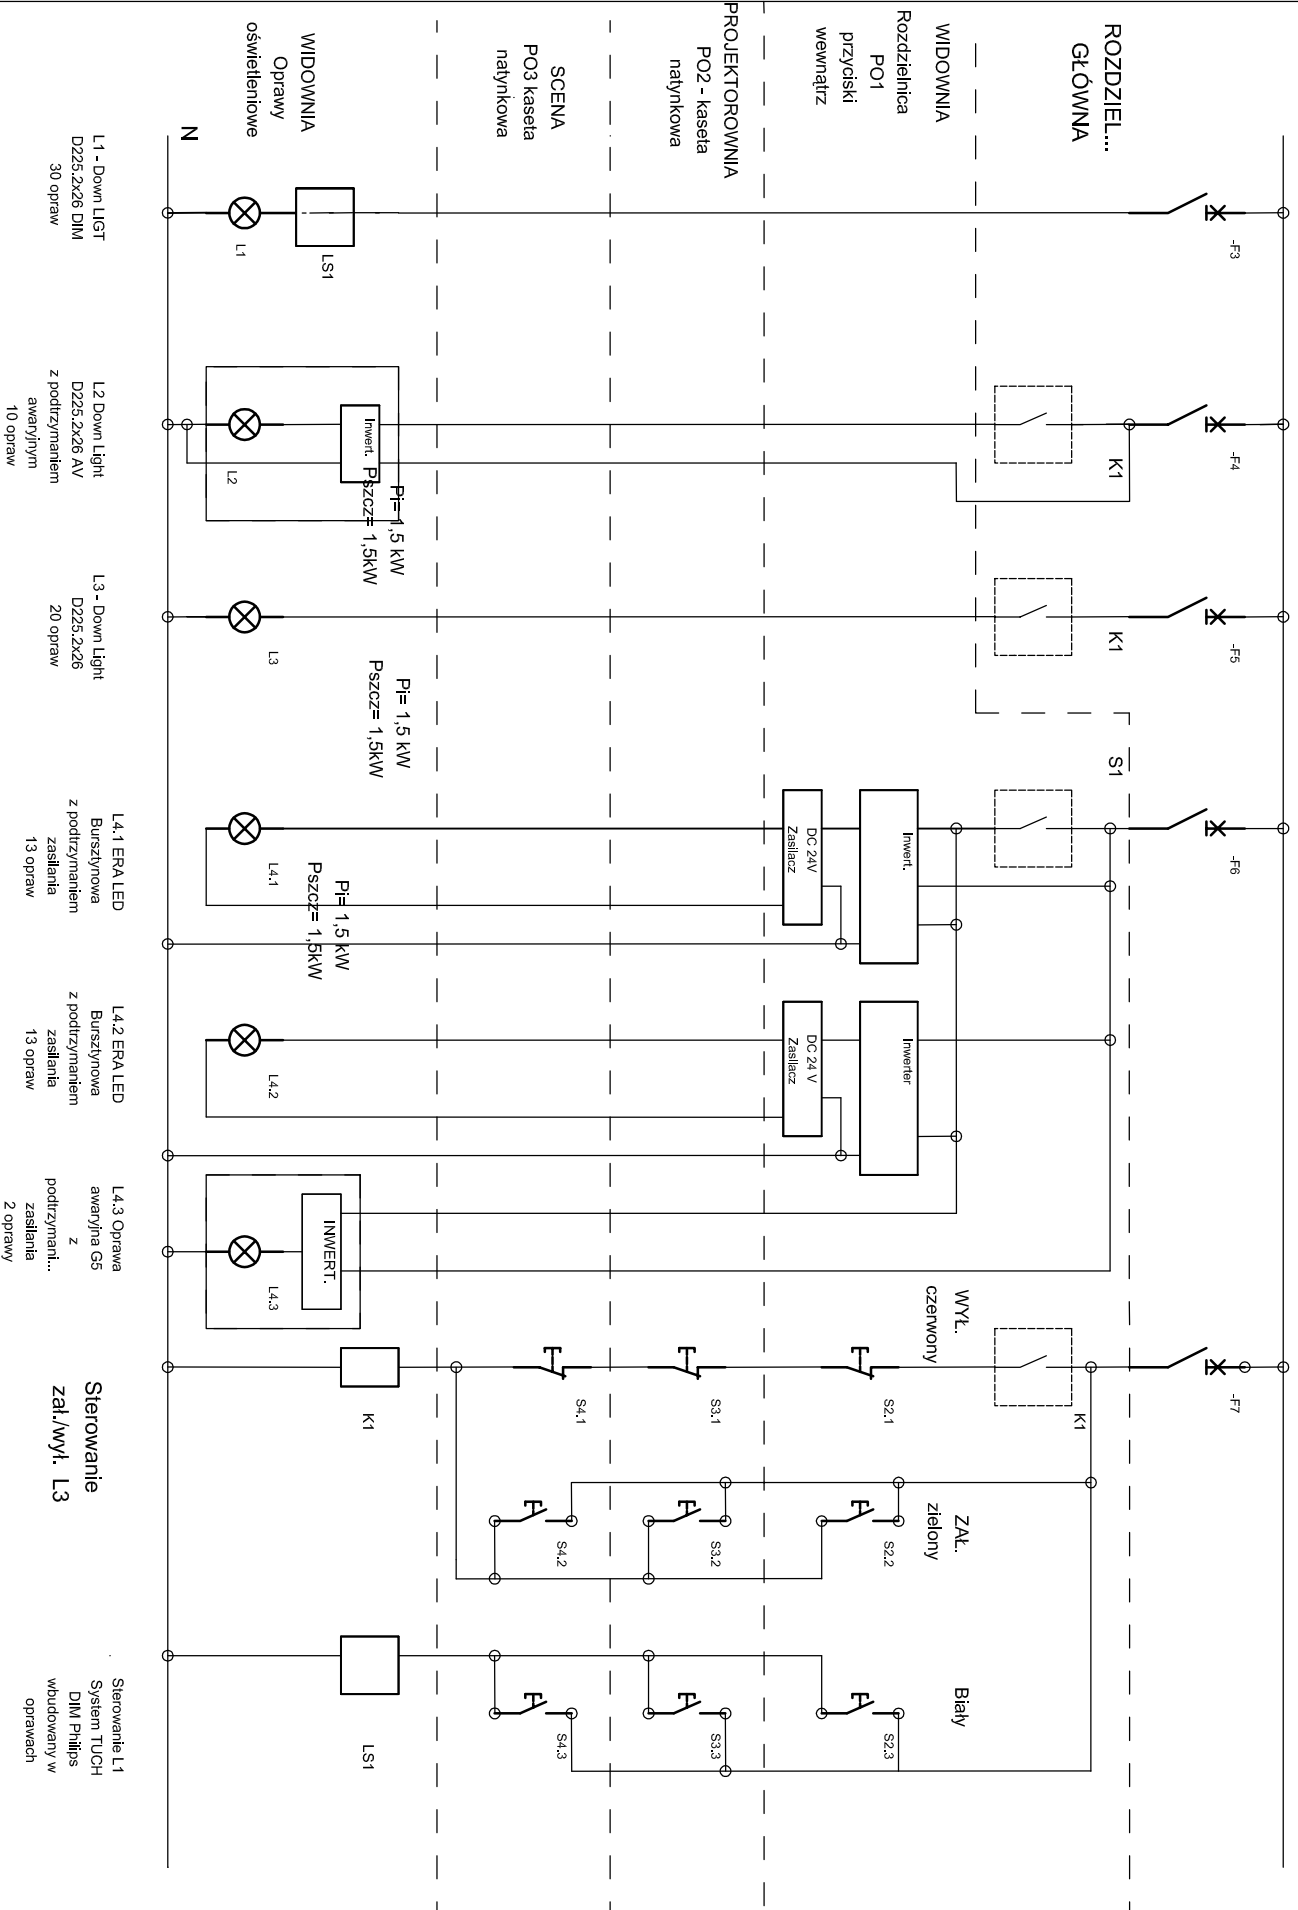 ROZDZIEL...
GŁÓWNA
WIDOWNIA
Rozdzielnica
PO1
przyciski
wewnątrz
PROJEKTOROWNIA
PO2 - kaseta
natynkowa
SCENA
PO3 kaseta
natynkowa
WIDOWNIA
Oprawy
oświetleniowe
N
-F3
-F4
-F5
-F6
-F7
K1
K1
S1
K1
LS1
L1
Inwert.
L2
Pi= 1,5 kW
Pszcz= 1,5kW
L3
Pi= 1,5 kW
Pszcz= 1,5kW
Inwert.
DC 24V
Zasilacz
L4.1
Pi= 1,5 kW
Pszcz= 1,5kW
Inwerter
DC 24 V
Zasilacz
L4.2
INWERT.
L4.3
WYŁ.
czerwony
S2.1
S3.1
S4.1
K1
ZAŁ.
zielony
S2.2
S3.2
S4.2
Biały
S2.3
S3.3
S4.3
LS1
L1 - Down LIGT
D225.2x26 DIM
30 opraw
L2 Down Light
D225.2x26 AV
z podtrzymaniem
awaryjnym
10 opraw
L3 - Down Light
D225.2x26
20 opraw
L4.1 ERA LED
Bursztynowa
z podtrzymaniem
zasilania
13 opraw
L4.2 ERA LED
Bursztynowa
z podtrzymaniem
zasilania
13 opraw
L4.3 Oprawa
awaryjna G5
z
podtrzymani...
zasilania
2 oprawy
Sterowanie
zał./wył. L3
Sterowanie L1
System TUCH
DIM Philips
wbudowany w
oprawach